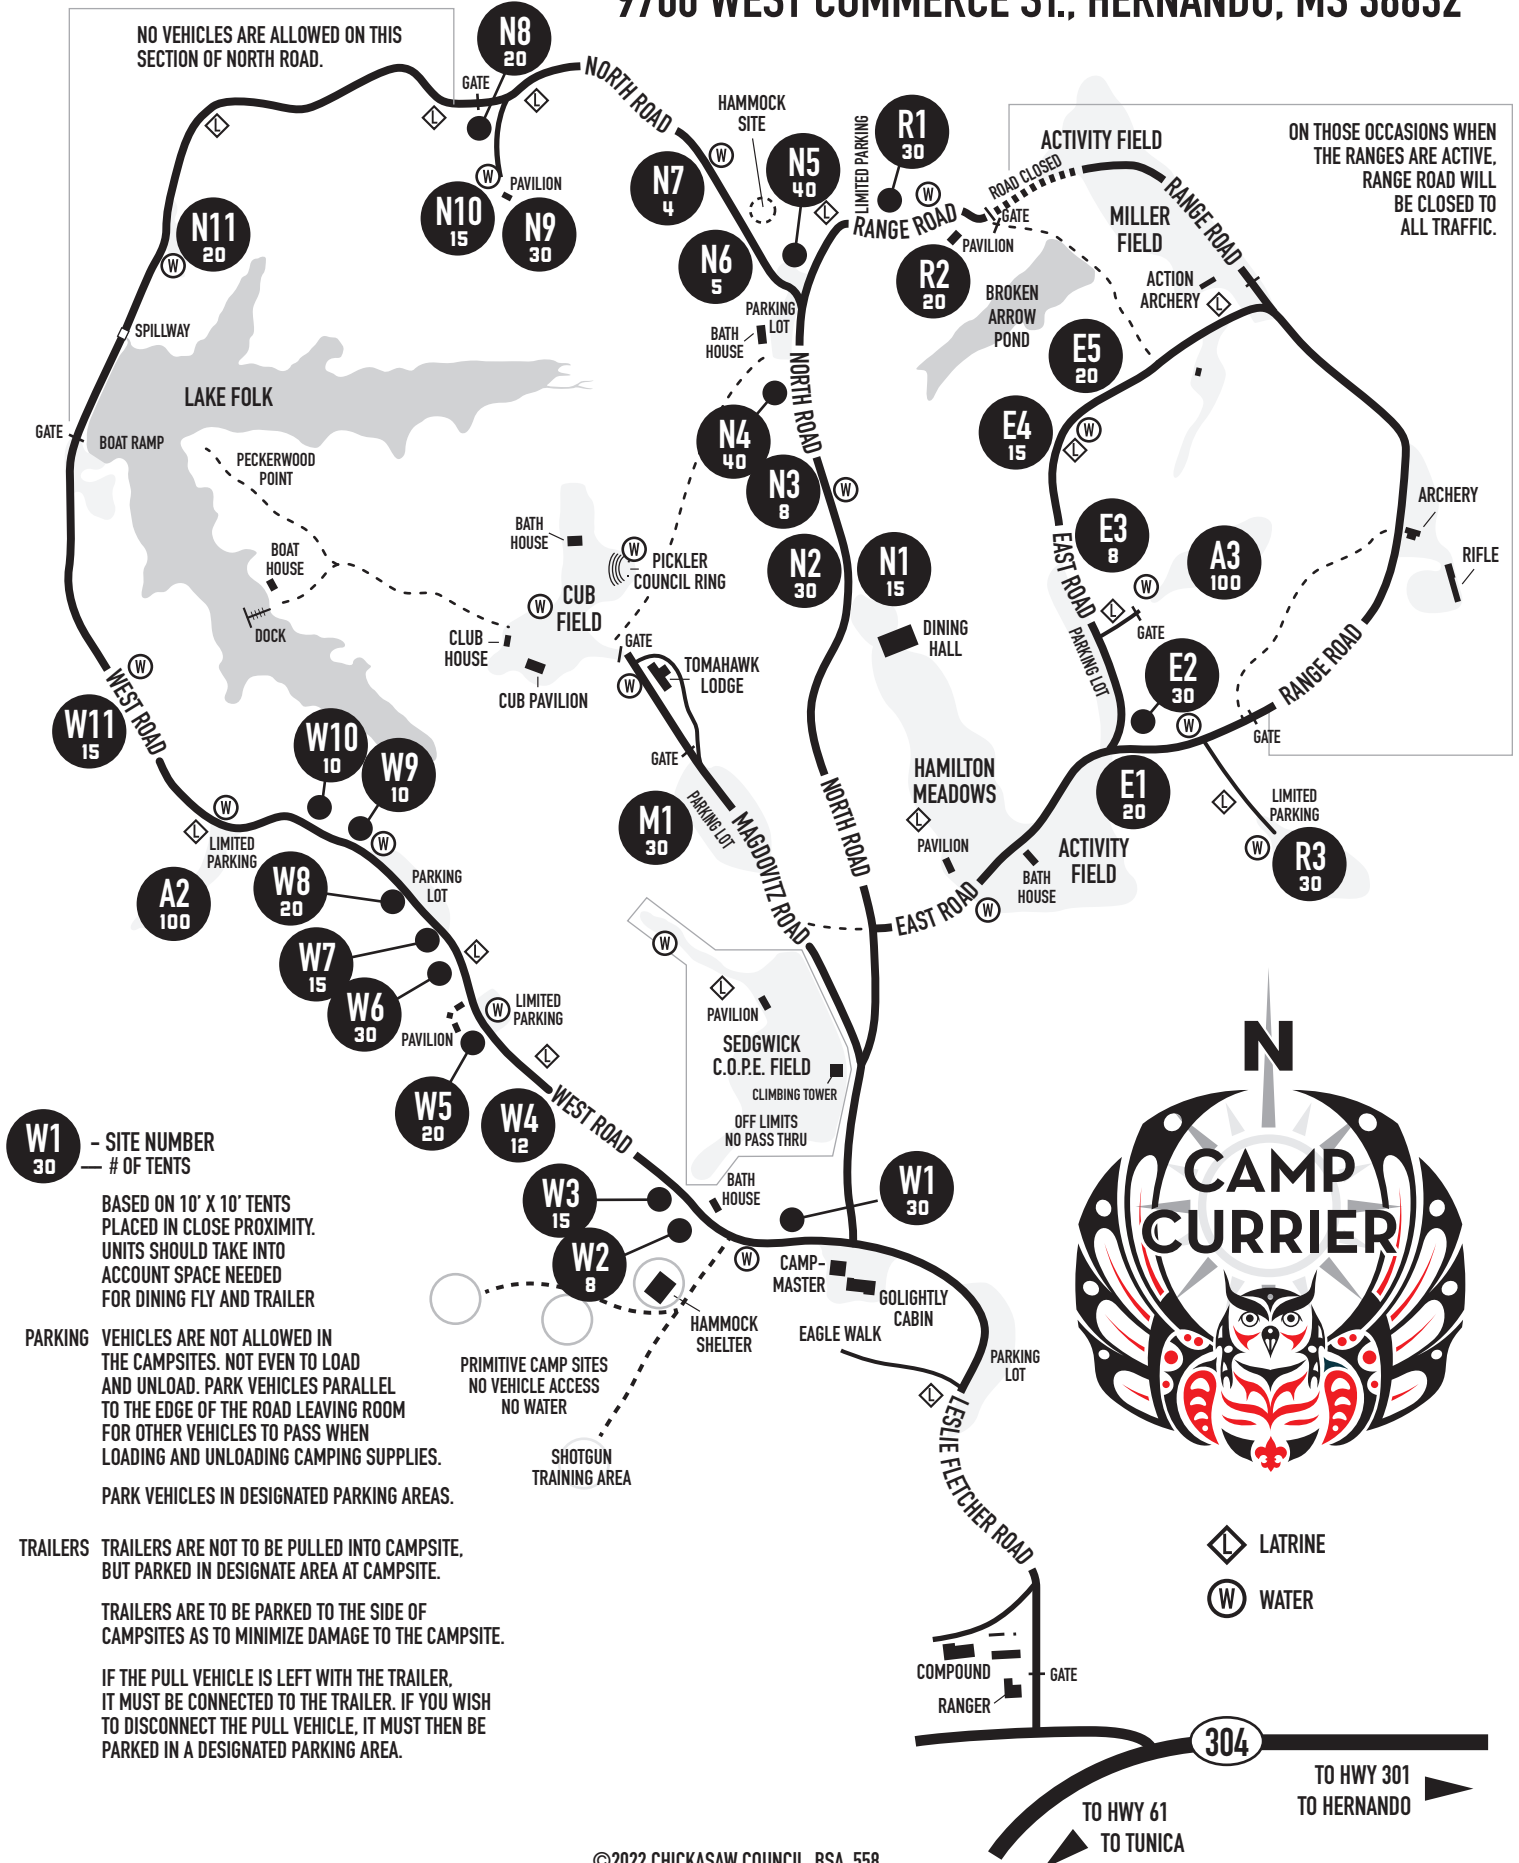 9700 WEST COMMERCE ST., HERNANDO, MS 38632
NO VEHICLES ARE ALLOWED ON THIS
SECTION OF NORTH ROAD.
N8
20
GATE
L
L
L
NORTH ROAD
HAMMOCK
SITE
W
N7
4
N5
40
L
LIMITED PARKING
R1
30
W
RANGE ROAD
ROAD CLOSED
GATE
PAVILION
R2
20
ACTIVITY FIELD
MILLER
FIELD
RANGE ROAD
ON THOSE OCCASIONS WHEN
THE RANGES ARE ACTIVE,
RANGE ROAD WILL
BE CLOSED TO
ALL TRAFFIC.
ACTION
ARCHERY
L
BROKEN
ARROW
POND
W
PAVILION
N10
15
N9
30
N11
20
W
N6
5
PARKING
LOT
BATH
HOUSE
SPILLWAY
LAKE FOLK
GATE
BOAT RAMP
PECKERWOOD
POINT
NORTH ROAD
N4
40
N3
8
W
E5
20
E4
15
W
L
ARCHERY
RIFLE
BATH
HOUSE
W
PICKLER
COUNCIL RING
BOAT
HOUSE
DOCK
W
CUB
FIELD
CLUB
HOUSE
CUB PAVILION
GATE
W
TOMAHAWK
LODGE
N2
30
N1
15
DINING
HALL
EAST ROAD
E3
8
A3
100
W
L
GATE
PARKING LOT
E2
30
W
RANGE ROAD
GATE
W
WEST ROAD
W11
15
W10
10
W9
10
GATE
PARKING LOT
M1
30
MAGDOVITZ ROAD
NORTH ROAD
HAMILTON
MEADOWS
L
PAVILION
E1
20
L
LIMITED
PARKING
W
R3
30
BATH
HOUSE
ACTIVITY
FIELD
EAST ROAD
W
W
L
LIMITED
PARKING
W
A2
100
W8
20
PARKING
LOT
W7
15
L
W6
30
W
LIMITED
PARKING
PAVILION
L
W5
20
W4
12
WEST ROAD
W
L
PAVILION
SEDGWICK
C.O.P.E. FIELD
CLIMBING TOWER
OFF LIMITS
NO PASS THRU
N
CAMP
CURRIER
W1
30
- SITE NUMBER
# OF TENTS
BASED ON 10’ X 10’ TENTS
PLACED IN CLOSE PROXIMITY.
UNITS SHOULD TAKE INTO
ACCOUNT SPACE NEEDED
FOR DINING FLY AND TRAILER
W3
15
W2
8
BATH
HOUSE
W1
30
W
CAMP-
MASTER
GOLIGHTLY
CABIN
HAMMOCK
SHELTER
EAGLE WALK
PARKING
LOT
L
LESLIE FLETCHER ROAD
PRIMITIVE CAMP SITES
NO VEHICLE ACCESS
NO WATER
SHOTGUN
TRAINING AREA
PARKING VEHICLES ARE NOT ALLOWED IN
THE CAMPSITES. NOT EVEN TO LOAD
AND UNLOAD. PARK VEHICLES PARALLEL
TO THE EDGE OF THE ROAD LEAVING ROOM
FOR OTHER VEHICLES TO PASS WHEN
LOADING AND UNLOADING CAMPING SUPPLIES.
PARK VEHICLES IN DESIGNATED PARKING AREAS.
TRAILERS TRAILERS ARE NOT TO BE PULLED INTO CAMPSITE,
BUT PARKED IN DESIGNATE AREA AT CAMPSITE.
TRAILERS ARE TO BE PARKED TO THE SIDE OF
CAMPSITES AS TO MINIMIZE DAMAGE TO THE CAMPSITE.
IF THE PULL VEHICLE IS LEFT WITH THE TRAILER,
IT MUST BE CONNECTED TO THE TRAILER. IF YOU WISH
TO DISCONNECT THE PULL VEHICLE, IT MUST THEN BE
PARKED IN A DESIGNATED PARKING AREA.
L LATRINE
W WATER
COMPOUND
RANGER
GATE
304
TO HWY 301
TO HERNANDO
TO HWY 61
TO TUNICA
©2022 CHICKASAW COUNCIL, BSA, 558